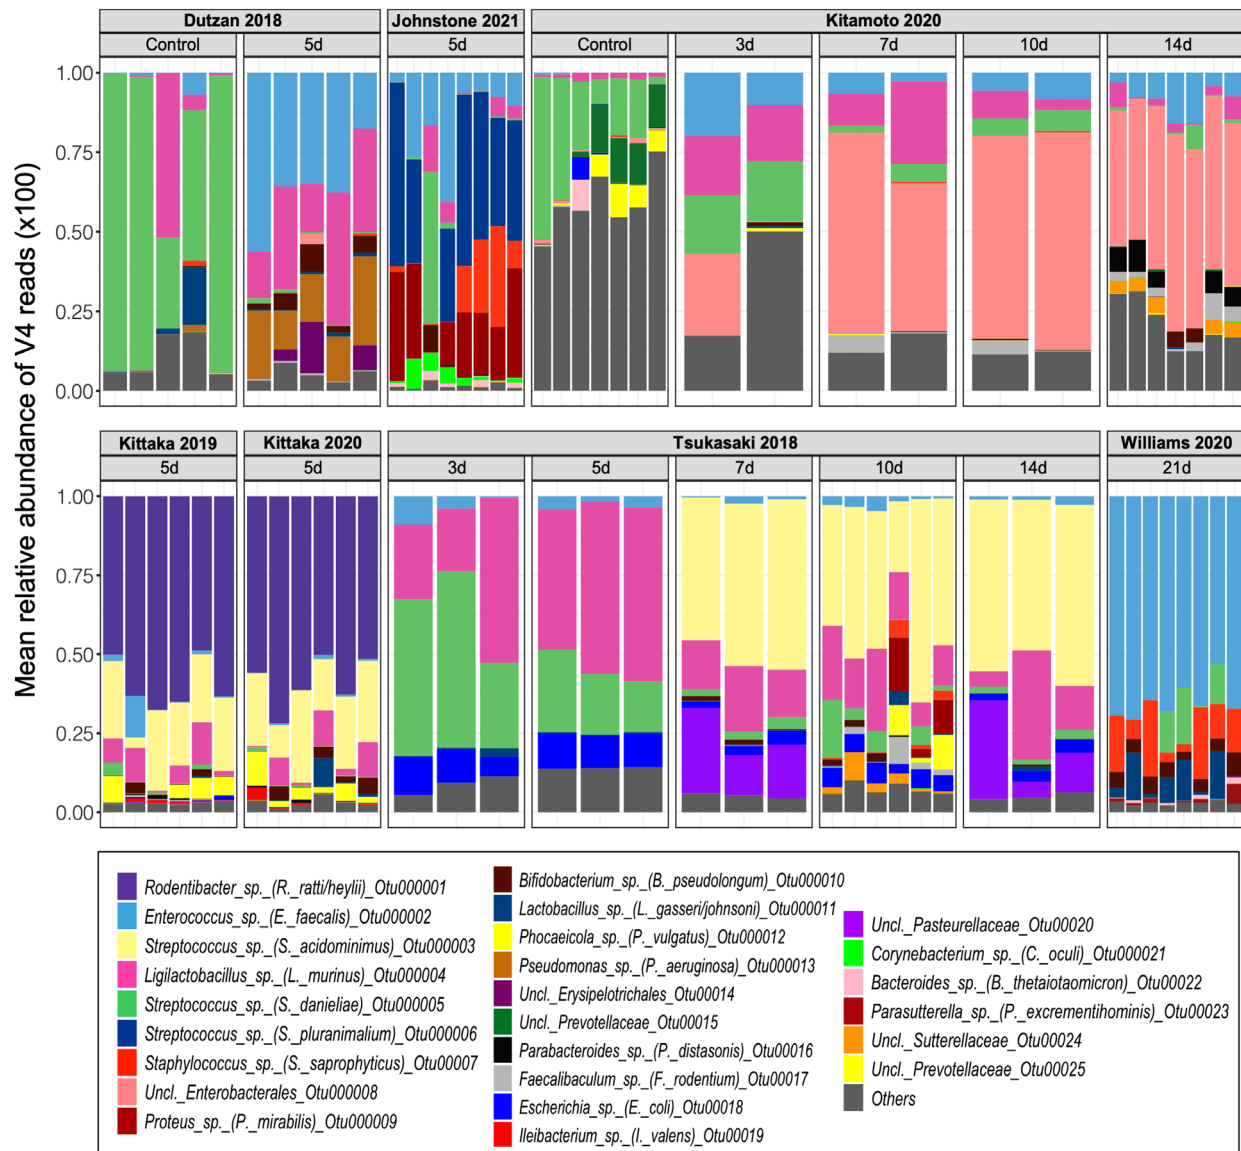 Dutzan 2018 Johnstone 2021 Kitamoto 2020
Control 5d 5d Control 3d 7d 10d 14d
1.00
0.75
0.50
0.25
0.00
Mean relative abundance of V4 reads (x100)
Kittaka 2019 Kittaka 2020 Tsukasaki 2018 Williams 2020
5d 5d 3d 5d 7d 10d 14d 21d
1.00
0.75
0.50
0.25
0.00
Rodentibacter_sp._(R._ratti/heylii)_Otu000001
Enterococcus_sp._(E._faecalis)_Otu000002
Streptococcus_sp._(S._acidominimus)_Otu000003
Ligilactobacillus_sp._(L._murinus)_Otu000004
Streptococcus_sp._(S._danieliae)_Otu000005
Streptococcus_sp._(S._pluranimalium)_Otu000006
Staphylococcus_sp._(S._saprophyticus)_Otu00007
Uncl._Enterobacterales_Otu000008
Proteus_sp._(P._mirabilis)_Otu000009
Bifidobacterium_sp._(B._pseudolongum)_Otu000010
Lactobacillus_sp._(L._gasseri/johnsoni)_Otu000011
Phocaeicola_sp._(P._vulgatus)_Otu000012
Pseudomonas_sp._(P._aeruginosa)_Otu000013
Uncl._Erysipelotrichales_Otu00014
Uncl._Prevotellaceae_Otu00015
Parabacteroides_sp._(P._distasonis)_Otu00016
Faecalibaculum_sp._(F._rodentium)_Otu00017
Escherichia_sp._(E._coli)_Otu00018
Ileibacterium_sp._(I._valens)_Otu00019
Uncl._Pasteurellaceae_Otu00020
Corynebacterium_sp._(C._oculi)_Otu000021
Bacteroides_sp._(B._thetaiotaomicron)_Otu00022
Parasutterella_sp._(P._excrementihominis)_Otu00023
Uncl._Sutterellaceae_Otu00024
Uncl._Prevotellaceae_Otu00025
Others